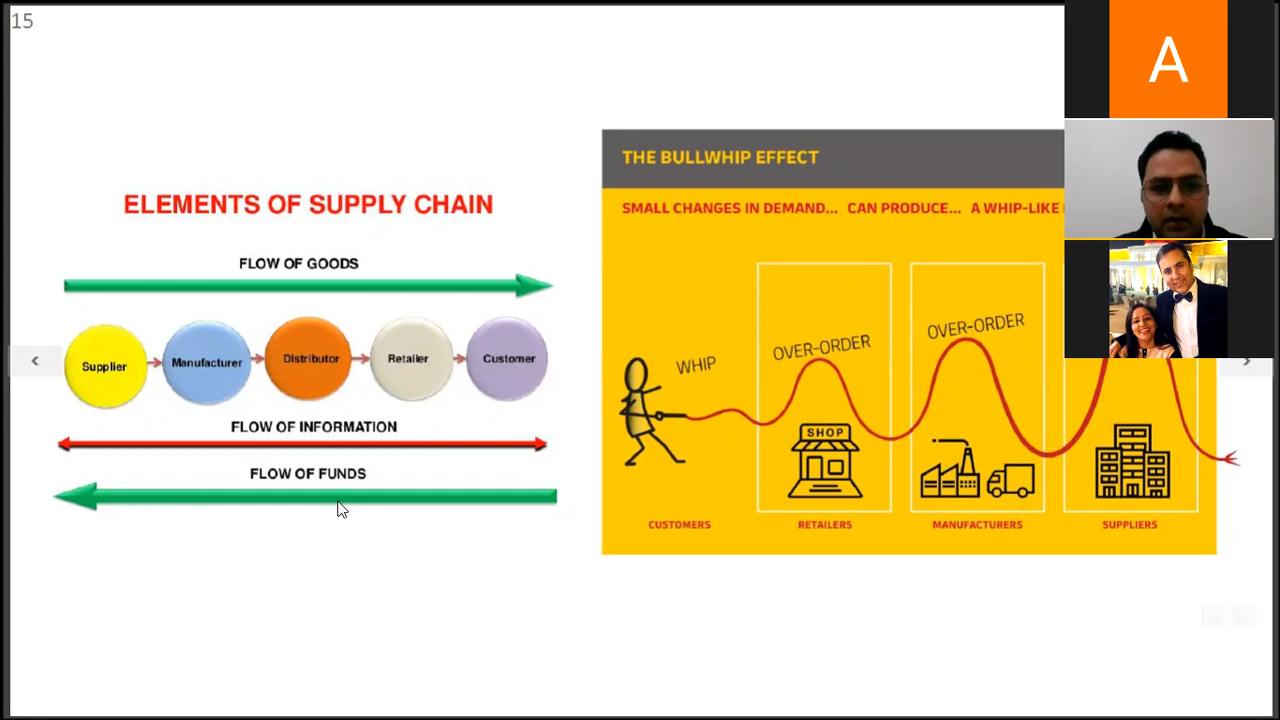 15
A
ELEMENTS OF SUPPLY CHAIN
FLOW OF GOODS
Supplier
Manufacturer
Distributor
Retailer
Customer
FLOW OF INFORMATION
FLOW OF FUNDS
THE BULLWHIP EFFECT
SMALL CHANGES IN DEMAND... CAN PRODUCE... A WHIP-LIKE
WHIP
OVER-ORDER
OVER-ORDER
SHOP
CUSTOMERS
RETAILERS
MANUFACTURERS
SUPPLIERS